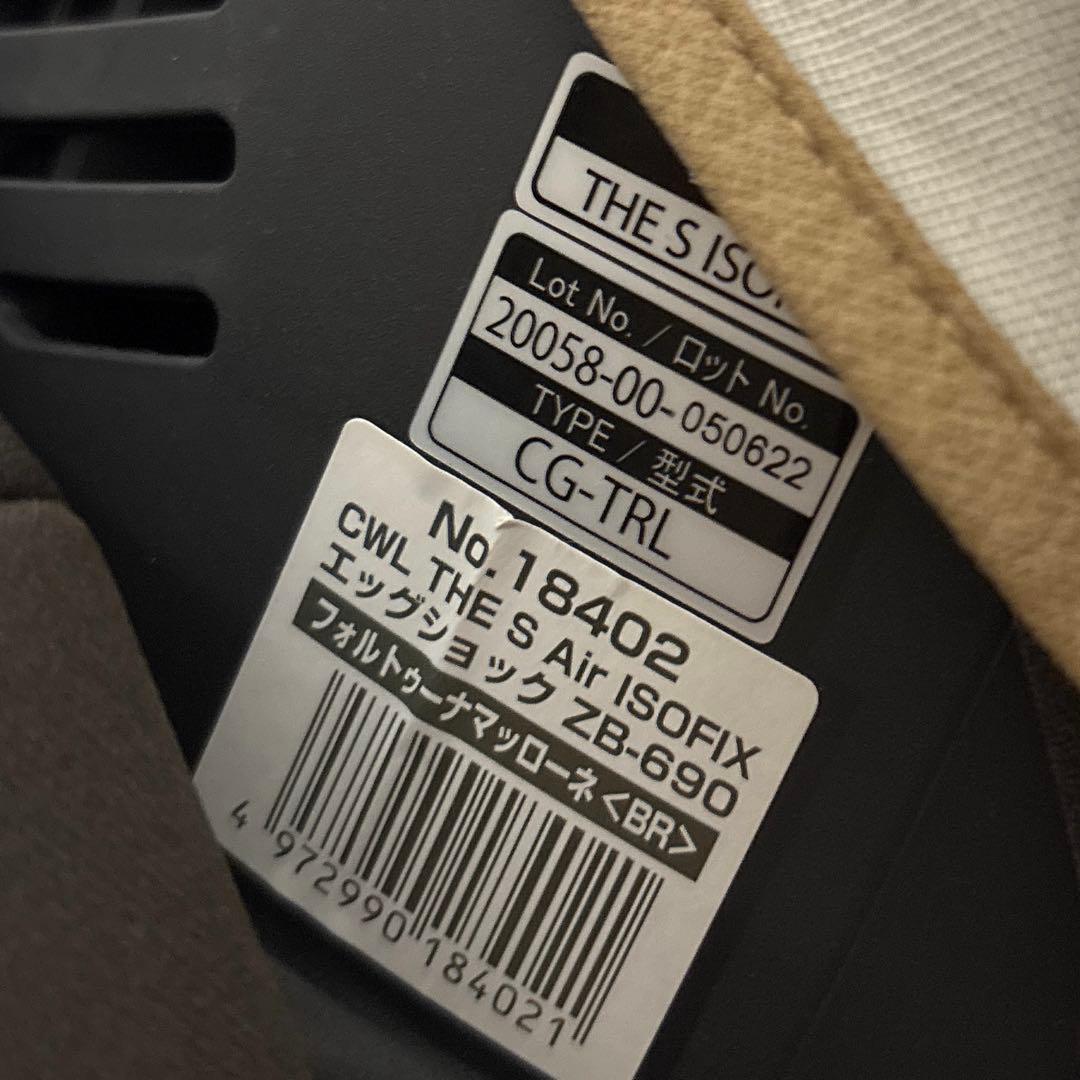 THE S ISO
Lot No. / ロット No.
20058-00-050622
TYPE / 型式
CG-TRL
No.18402
CWL THE S Air ISOFIX
エッグショック ZB-690
フォルトゥーナマッローネ<BR>
4 972990 184021